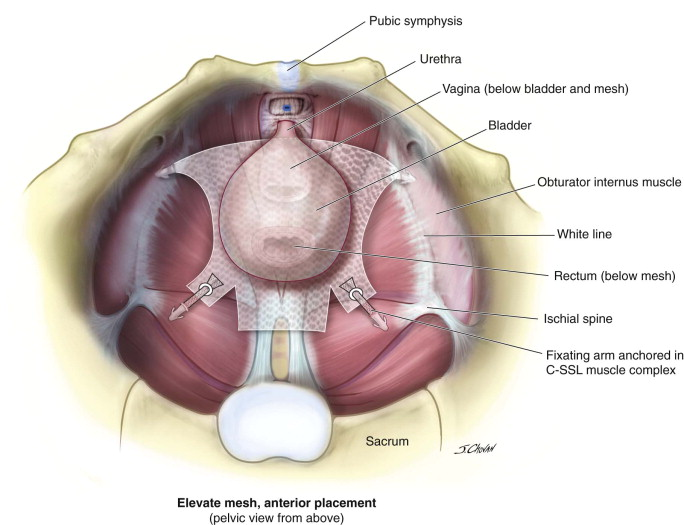 Pubic symphysis
Urethra
Vagina (below bladder and mesh)
Bladder
Obturator internus muscle
White line
Rectum (below mesh)
Ischial spine
Fixating arm anchored in
C-SSL muscle complex
Sacrum
J. Chovan
Elevate mesh, anterior placement
(pelvic view from above)